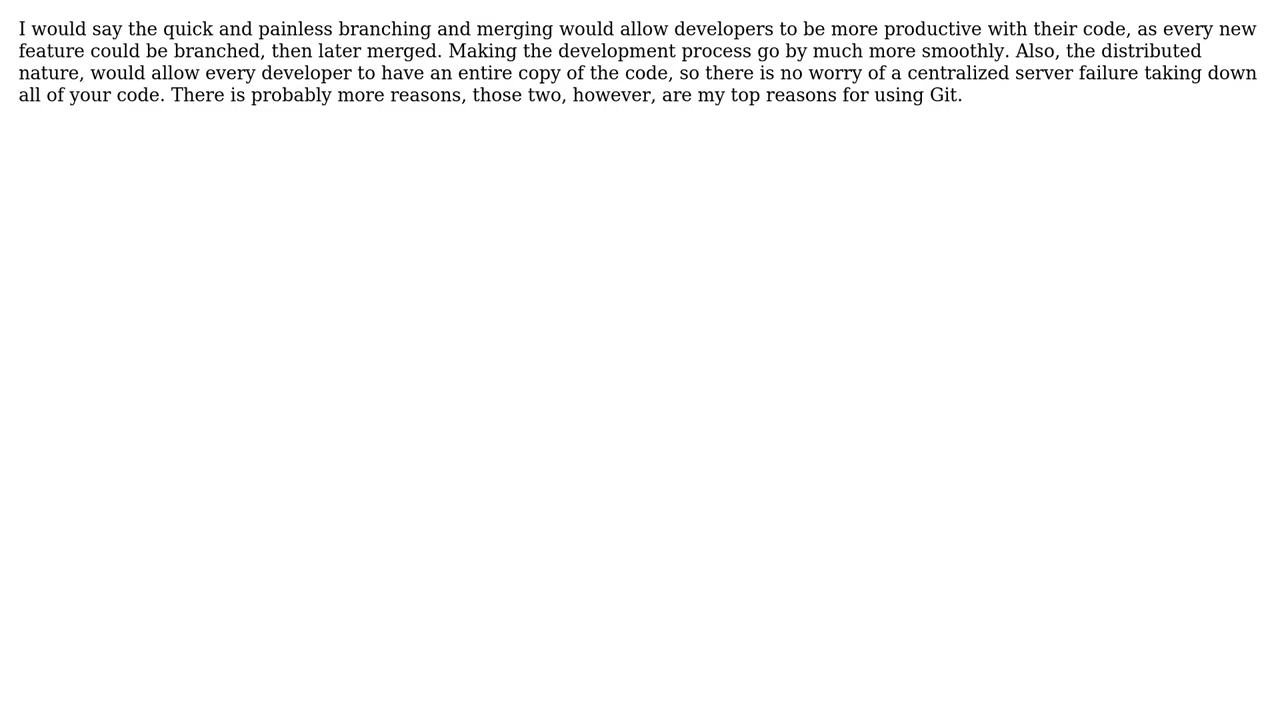 I would say the quick and painless branching and merging would allow developers to be more productive with their code, as every new
feature could be branched, then later merged. Making the development process go by much more smoothly. Also, the distributed
nature, would allow every developer to have an entire copy of the code, so there is no worry of a centralized server failure taking down
all of your code. There is probably more reasons, those two, however, are my top reasons for using Git.